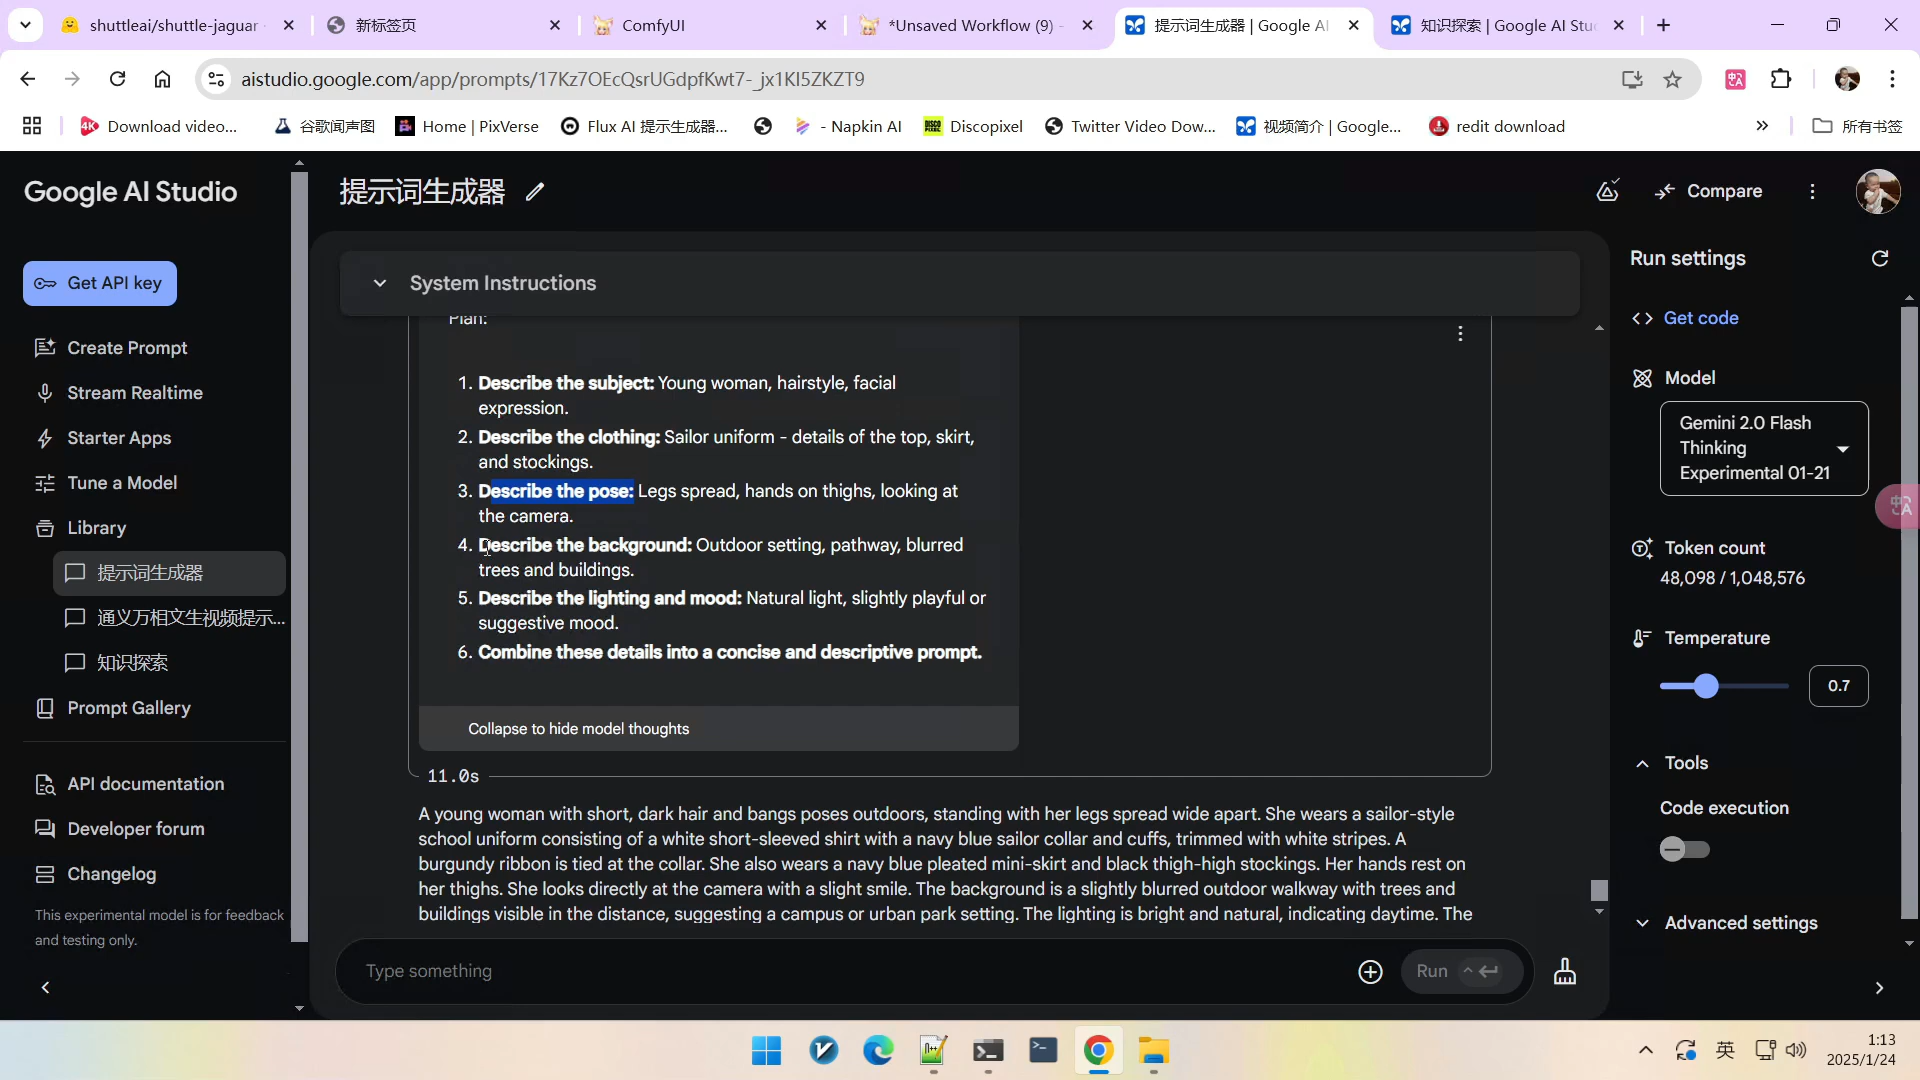 shuttleai/shuttle-jaguar
新标签页
ComfyUI
*Unsaved Workflow (9) -
提示词生成器 | Google AI
知识探索 | Google AI Stu
aistudio.google.com/app/prompts/17Kz7OEcQsrUGdpfKwt7-_jx1KI5ZKZT9
Download video...
谷歌闻声图
Home | PixVerse
Flux AI 提示生成器...
- Napkin AI
Discopixel
Twitter Video Dow...
视频简介 | Google...
redit download
所有书签
Google AI Studio
Get API key
Create Prompt
Stream Realtime
Starter Apps
Tune a Model
Library
提示词生成器
通义万相文生视频提示...
知识探索
Prompt Gallery
API documentation
Developer forum
Changelog
This experimental model is for feedback
and testing only.
提示词生成器
Compare
System Instructions
Plan:
1. Describe the subject: Young woman, hairstyle, facial
expression.
2. Describe the clothing: Sailor uniform - details of the top, skirt,
and stockings.
3. Describe the pose: Legs spread, hands on thighs, looking at
the camera.
4. Describe the background: Outdoor setting, pathway, blurred
trees and buildings.
5. Describe the lighting and mood: Natural light, slightly playful or
suggestive mood.
6. Combine these details into a concise and descriptive prompt.
Collapse to hide model thoughts
11.0s
A young woman with short, dark hair and bangs poses outdoors, standing with her legs spread wide apart. She wears a sailor-style
school uniform consisting of a white short-sleeved shirt with a navy blue sailor collar and cuffs, trimmed with white stripes. A
burgundy ribbon is tied at the collar. She also wears a navy blue pleated mini-skirt and black thigh-high stockings. Her hands rest on
her thighs. She looks directly at the camera with a slight smile. The background is a slightly blurred outdoor walkway with trees and
buildings visible in the distance, suggesting a campus or urban park setting. The lighting is bright and natural, indicating daytime. The
Type something
Run
Run settings
Get code
Model
Gemini 2.0 Flash
Thinking
Experimental 01-21
Token count
48,098 / 1,048,576
Temperature
0.7
Tools
Code execution
Advanced settings
英
1:13
2025/1/24